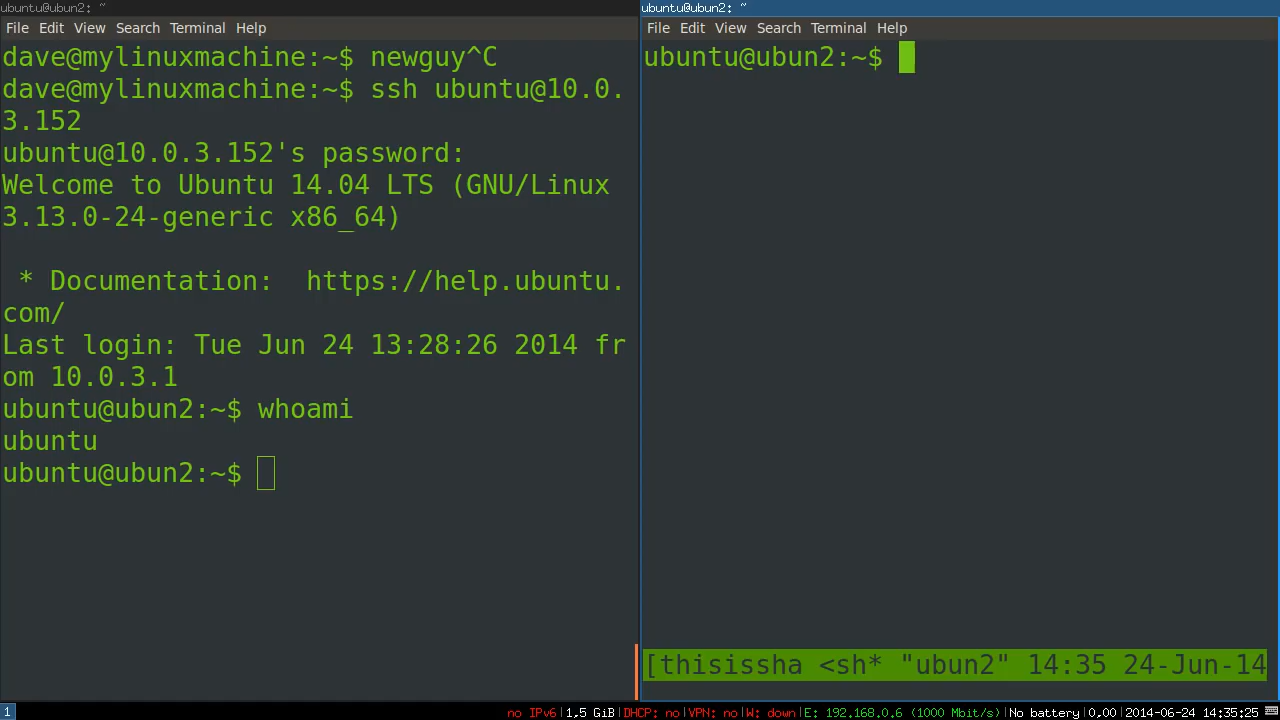 ubuntu@ubun2: ~
File Edit View Search Terminal Help
dave@mylinuxmachine:~$ newguy^C
dave@mylinuxmachine:~$ ssh ubuntu@10.0.
3.152
ubuntu@10.0.3.152's password:
Welcome to Ubuntu 14.04 LTS (GNU/Linux
3.13.0-24-generic x86_64)
 * Documentation:  https://help.ubuntu.
com/
Last login: Tue Jun 24 13:28:26 2014 fr
om 10.0.3.1
ubuntu@ubun2:~$ whoami
ubuntu
ubuntu@ubun2:~$
ubuntu@ubun2: ~
File Edit View Search Terminal Help
ubuntu@ubun2:~$
[thisissha <sh* "ubun2" 14:35 24-Jun-14
1
no IPv6|1,5 GiB|DHCP: no|VPN: no|W: down|E: 192.168.0.6 (1000 Mbit/s)|No battery|0.00|2014-06-24 14:35:25